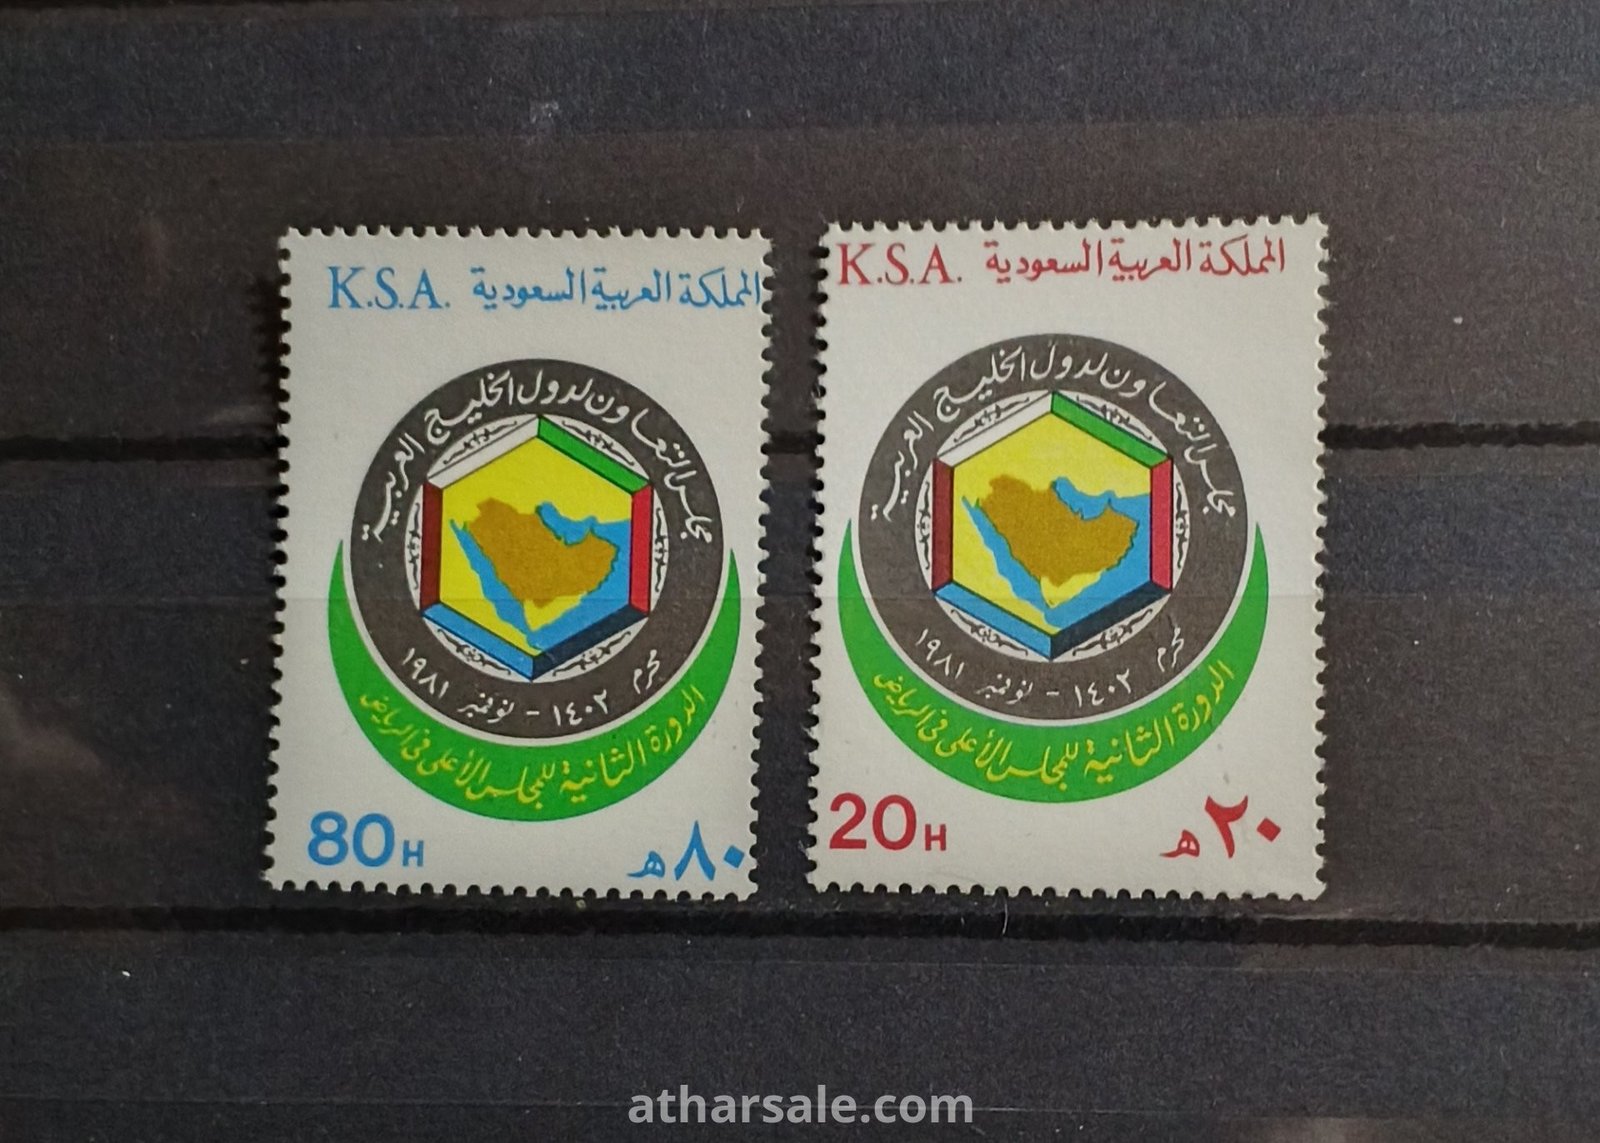 K.S.A. المملكة العربية السعودية
مجلس التعاون لدول الخليج العربية
محرم ١٤٠٢ - نوفمبر ١٩٨١
الدورة الثانية للمجلس الأعلى في الرياض
80H ٨٠ هـ
K.S.A. المملكة العربية السعودية
مجلس التعاون لدول الخليج العربية
محرم ١٤٠٢ - نوفمبر ١٩٨١
الدورة الثانية للمجلس الأعلى في الرياض
20H ٢٠ هـ
atharsale.com